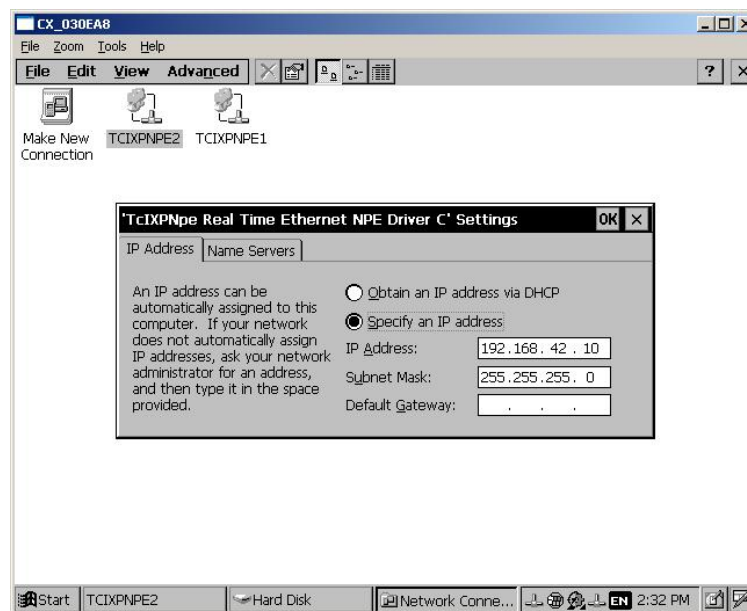 CX_030EA8
File Zoom Tools Help
File Edit View Advanced ?
Make New Connection
TCIXPNPE2
TCIXPNPE1
'TcIXPNpe Real Time Ethernet NPE Driver C' Settings OK
IP Address Name Servers
An IP address can be
automatically assigned to this
computer. If your network
does not automatically assign
IP addresses, ask your network
administrator for an address,
and then type it in the space
provided.
Obtain an IP address via DHCP
Specify an IP address
IP Address: 192.168. 42 . 10
Subnet Mask: 255.255.255. 0
Default Gateway: . . .
Start TCIXPNPE2 Hard Disk Network Conne... EN 2:32 PM